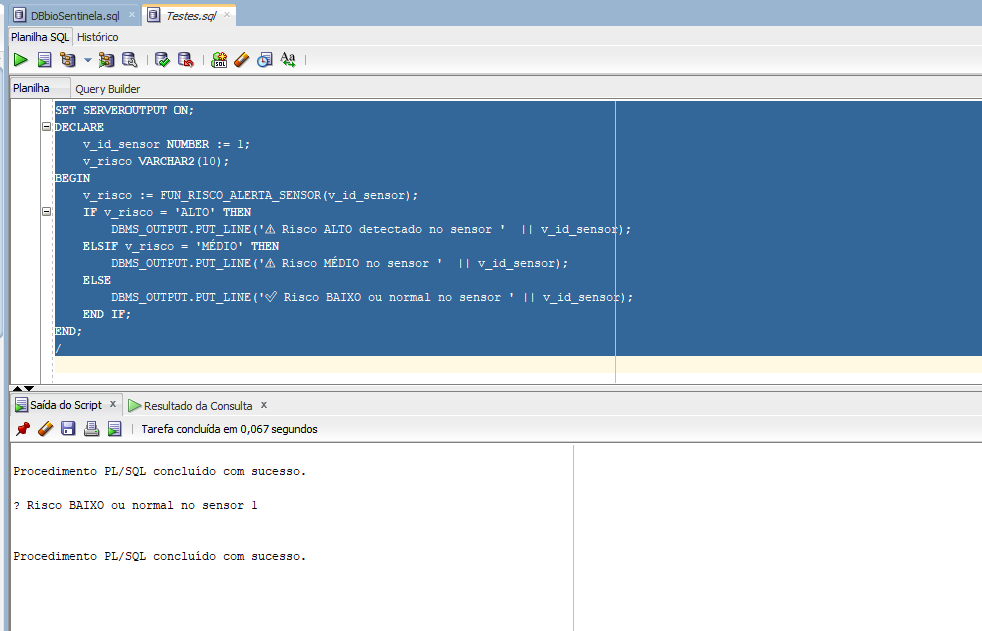 DBbioSentinela.sql × Testes.sql ×
Planilha SQL Histórico
Planilha Query Builder
SET SERVEROUTPUT ON;
DECLARE
    v_id_sensor NUMBER := 1;
    v_risco VARCHAR2(10);
BEGIN
    v_risco := FUN_RISCO_ALERTA_SENSOR(v_id_sensor);
    IF v_risco = 'ALTO' THEN
        DBMS_OUTPUT.PUT_LINE('⚠ Risco ALTO detectado no sensor '  || v_id_sensor);
    ELSIF v_risco = 'MÉDIO' THEN
        DBMS_OUTPUT.PUT_LINE('⚠ Risco MÉDIO no sensor '  || v_id_sensor);
    ELSE
        DBMS_OUTPUT.PUT_LINE('✅ Risco BAIXO ou normal no sensor ' || v_id_sensor);
    END IF;
END;
/
Saída do Script × Resultado da Consulta ×
Tarefa concluída em 0,067 segundos
Procedimento PL/SQL concluído com sucesso.
? Risco BAIXO ou normal no sensor 1
Procedimento PL/SQL concluído com sucesso.